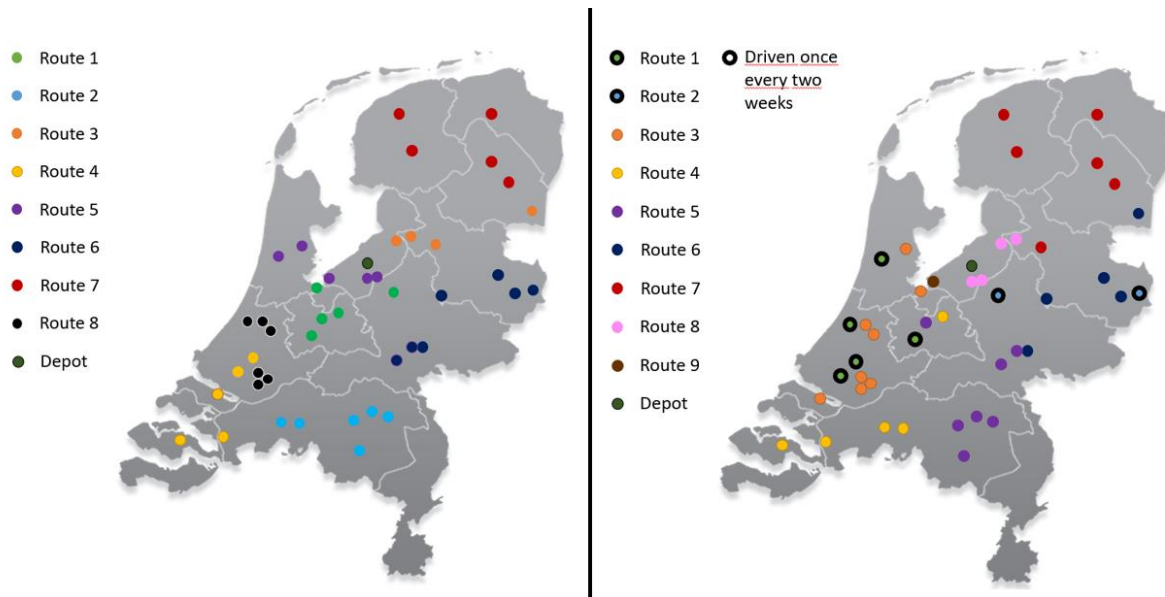 Route 1
Route 2
Route 3
Route 4
Route 5
Route 6
Route 7
Route 8
Depot
Route 1
Route 2
Route 3
Route 4
Route 5
Route 6
Route 7
Route 8
Route 9
Depot
Driven once
every two
weeks